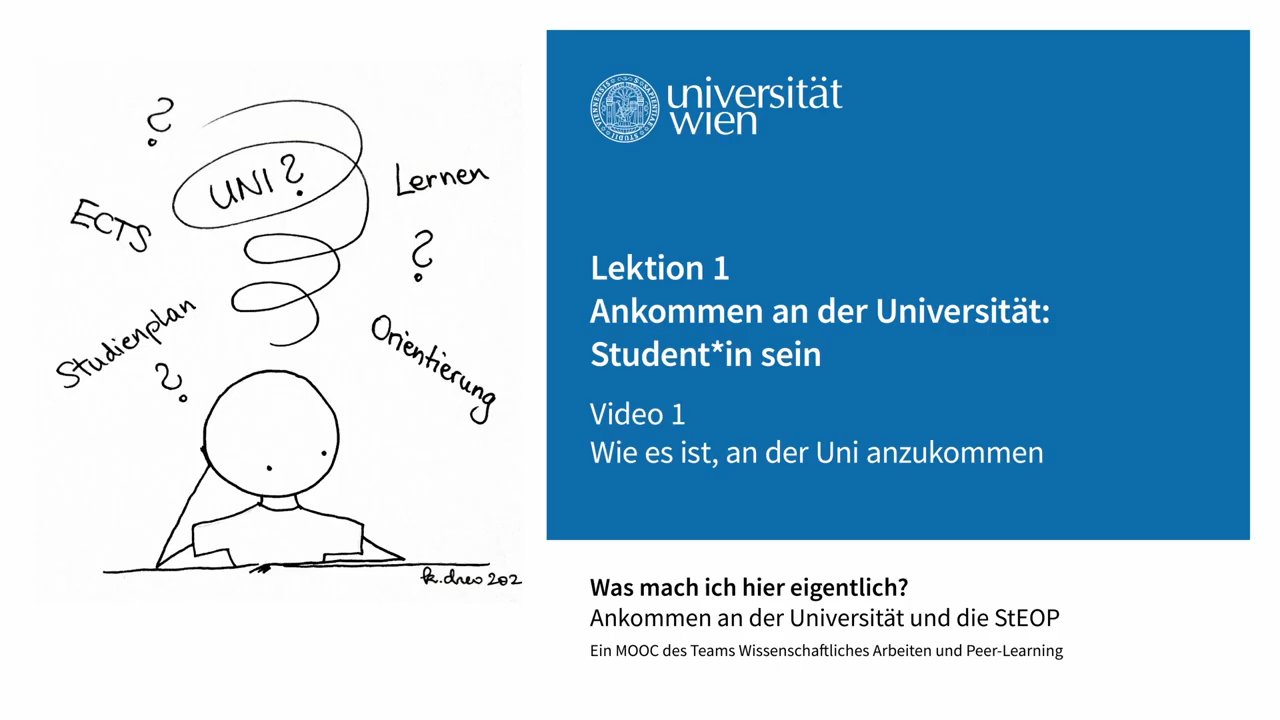 ?
UNI?
Lernen
ECTS
?
Studienplan
?
Orientierung
universität
wien
Lektion 1
Ankommen an der Universität:
Student*in sein
Video 1
Wie es ist, an der Uni anzukommen
Was mach ich hier eigentlich?
Ankommen an der Universität und die StEOP
Ein MOOC des Teams Wissenschaftliches Arbeiten und Peer-Learning